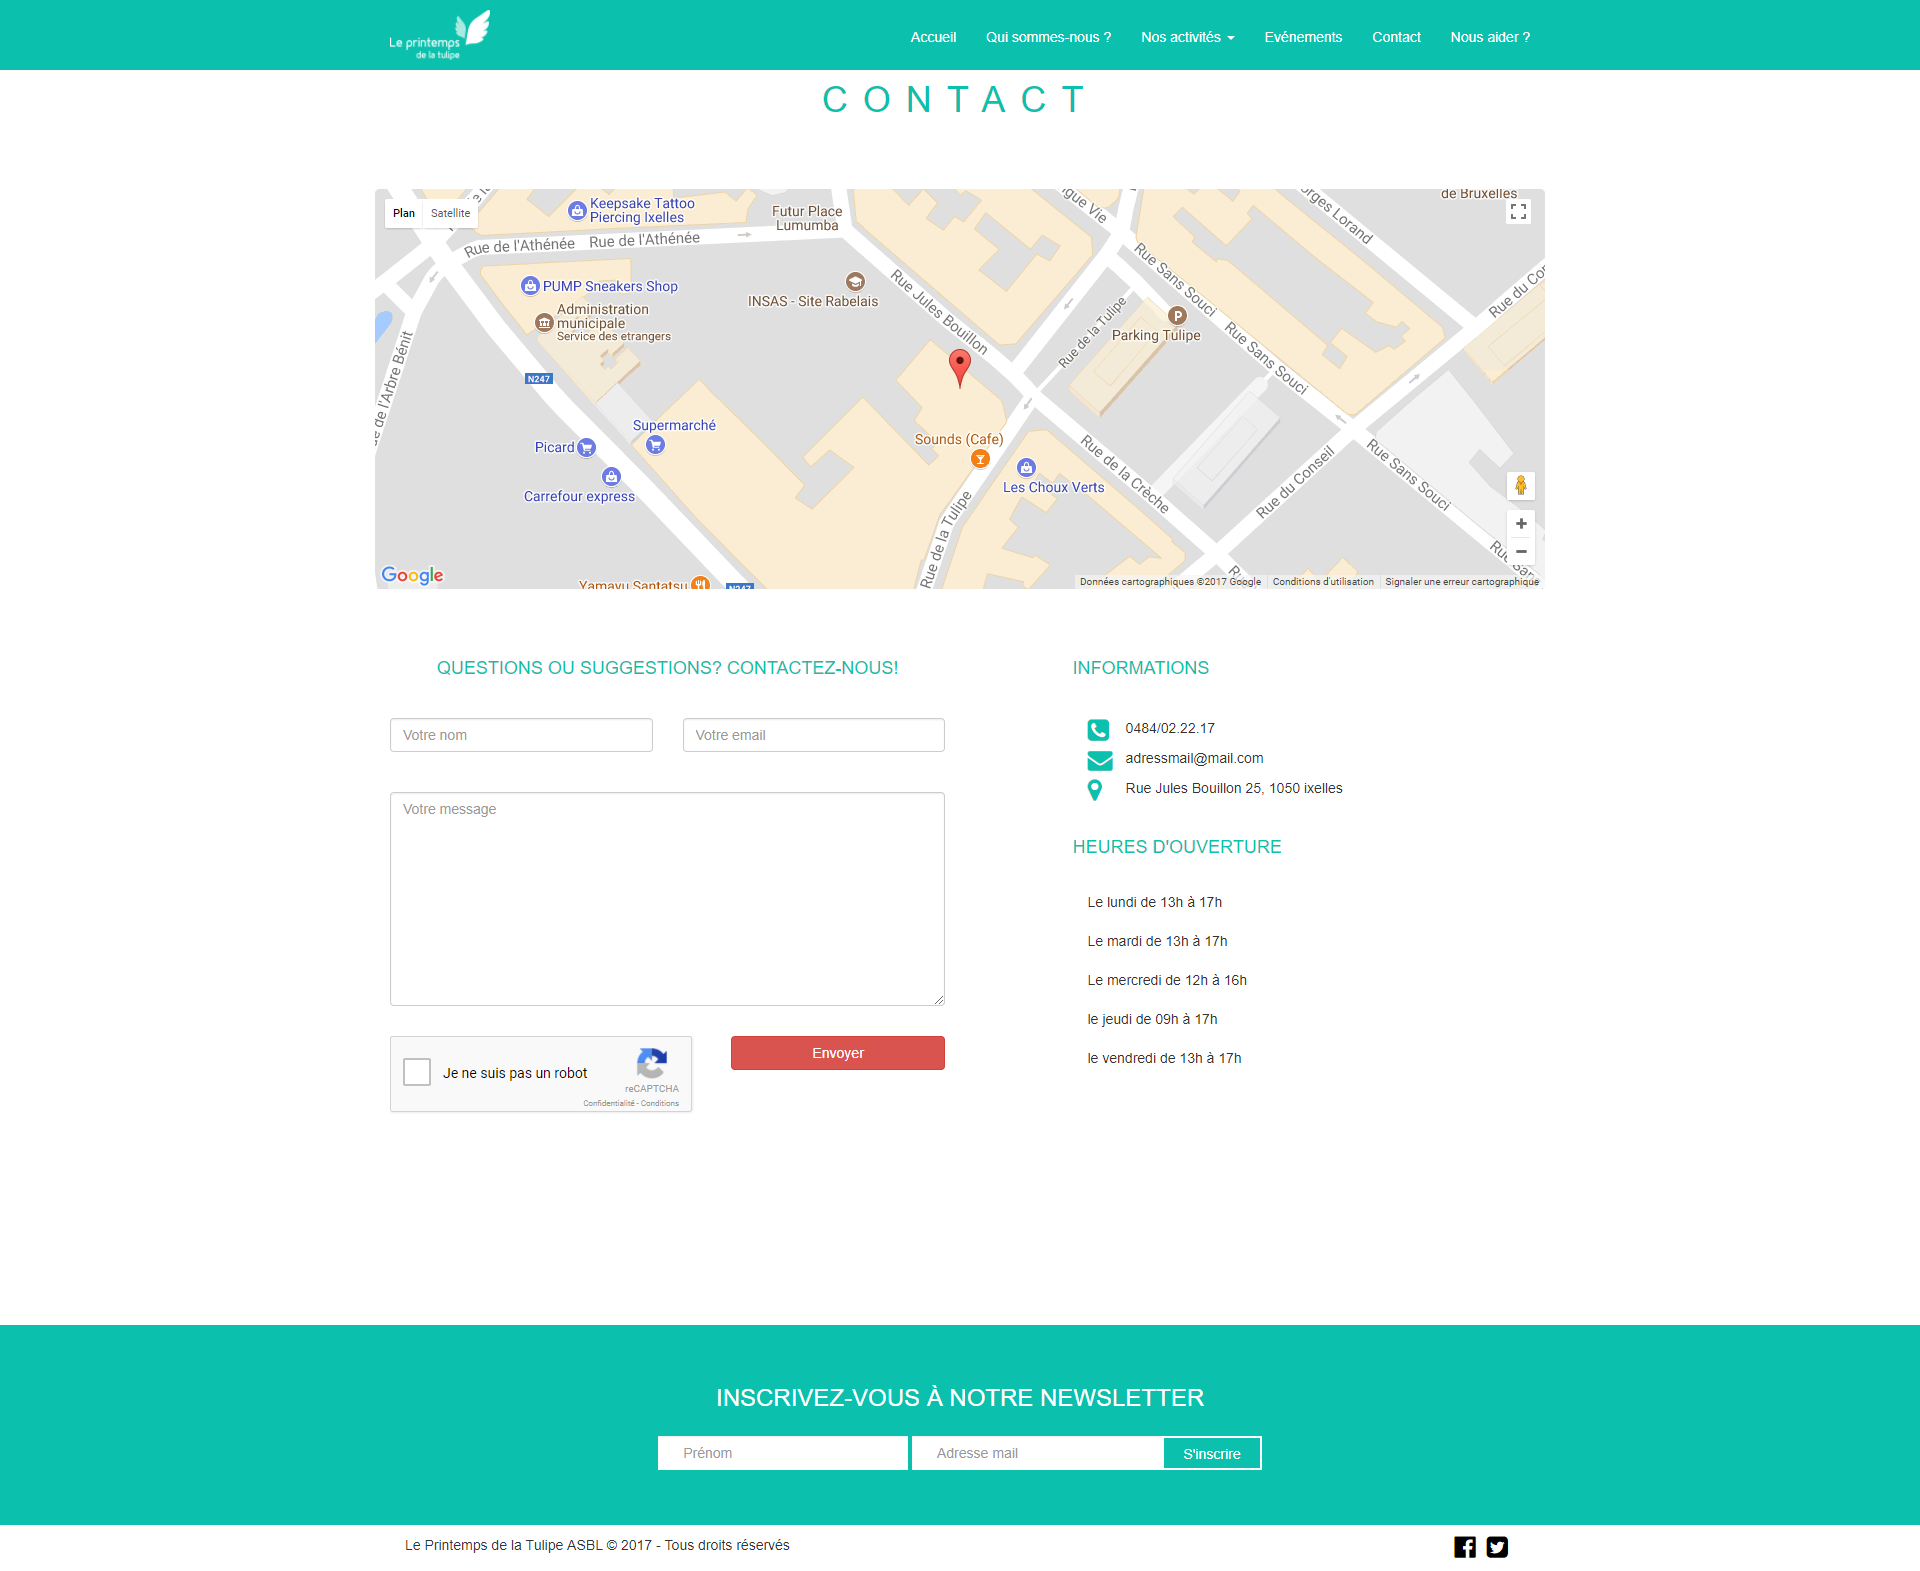 Le printemps
de la tulipe
Accueil
Qui sommes-nous ?
Nos activités
Evénements
Contact
Nous aider ?
CONTACT
Plan
Satellite
Keepsake Tattoo
Piercing Ixelles
Futur Place
Lumumba
de Bruxelles
Rue de l'Athénée
Rue de l'Athénée
PUMP Sneakers Shop
Administration
municipale
Service des etrangers
INSAS - Site Rabelais
Rue Jules Bouillon
Rue de la Tulipe
Parking Tulipe
Rue Sans Souci
Rue Sans Souci
gue Vie
orges Lorand
Rue du Co
de l'Arbre Bénit
N247
Supermarché
Picard
Carrefour express
Sounds (Cafe)
Les Choux Verts
Rue de la Crèche
Rue du Conseil
Rue Sans Souci
Rue de la Tulipe
Yamayu Santatsu
N247
Google
Données cartographiques ©2017 Google
Conditions d'utilisation
Signaler une erreur cartographique
QUESTIONS OU SUGGESTIONS? CONTACTEZ-NOUS!
Votre nom
Votre email
Votre message
Je ne suis pas un robot
reCAPTCHA
Confidentialité - Conditions
Envoyer
INFORMATIONS
0484/02.22.17
adressmail@mail.com
Rue Jules Bouillon 25, 1050 ixelles
HEURES D'OUVERTURE
Le lundi de 13h à 17h
Le mardi de 13h à 17h
Le mercredi de 12h à 16h
le jeudi de 09h à 17h
le vendredi de 13h à 17h
INSCRIVEZ-VOUS À NOTRE NEWSLETTER
Prénom
Adresse mail
S'inscrire
Le Printemps de la Tulipe ASBL © 2017 - Tous droits réservés